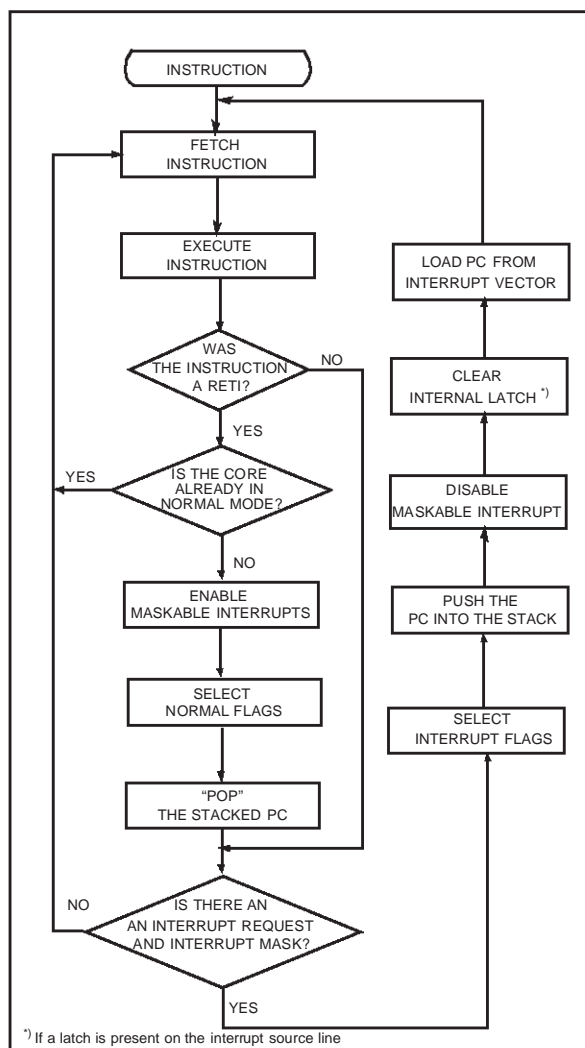 INSTRUCTION
FETCH
INSTRUCTION
EXECUTE
INSTRUCTION
WAS
THE INSTRUCTION
A RETI?
NO
YES
IS THE CORE
ALREADY IN
NORMAL MODE?
YES
NO
ENABLE
MASKABLE INTERRUPTS
SELECT
NORMAL FLAGS
“POP”
THE STACKED PC
IS THERE AN
AN INTERRUPT REQUEST
AND INTERRUPT MASK?
NO
YES
SELECT
INTERRUPT FLAGS
PUSH THE
PC INTO THE STACK
DISABLE
MASKABLE INTERRUPT
CLEAR
INTERNAL LATCH *)
LOAD PC FROM
INTERRUPT VECTOR
*) If a latch is present on the interrupt source line